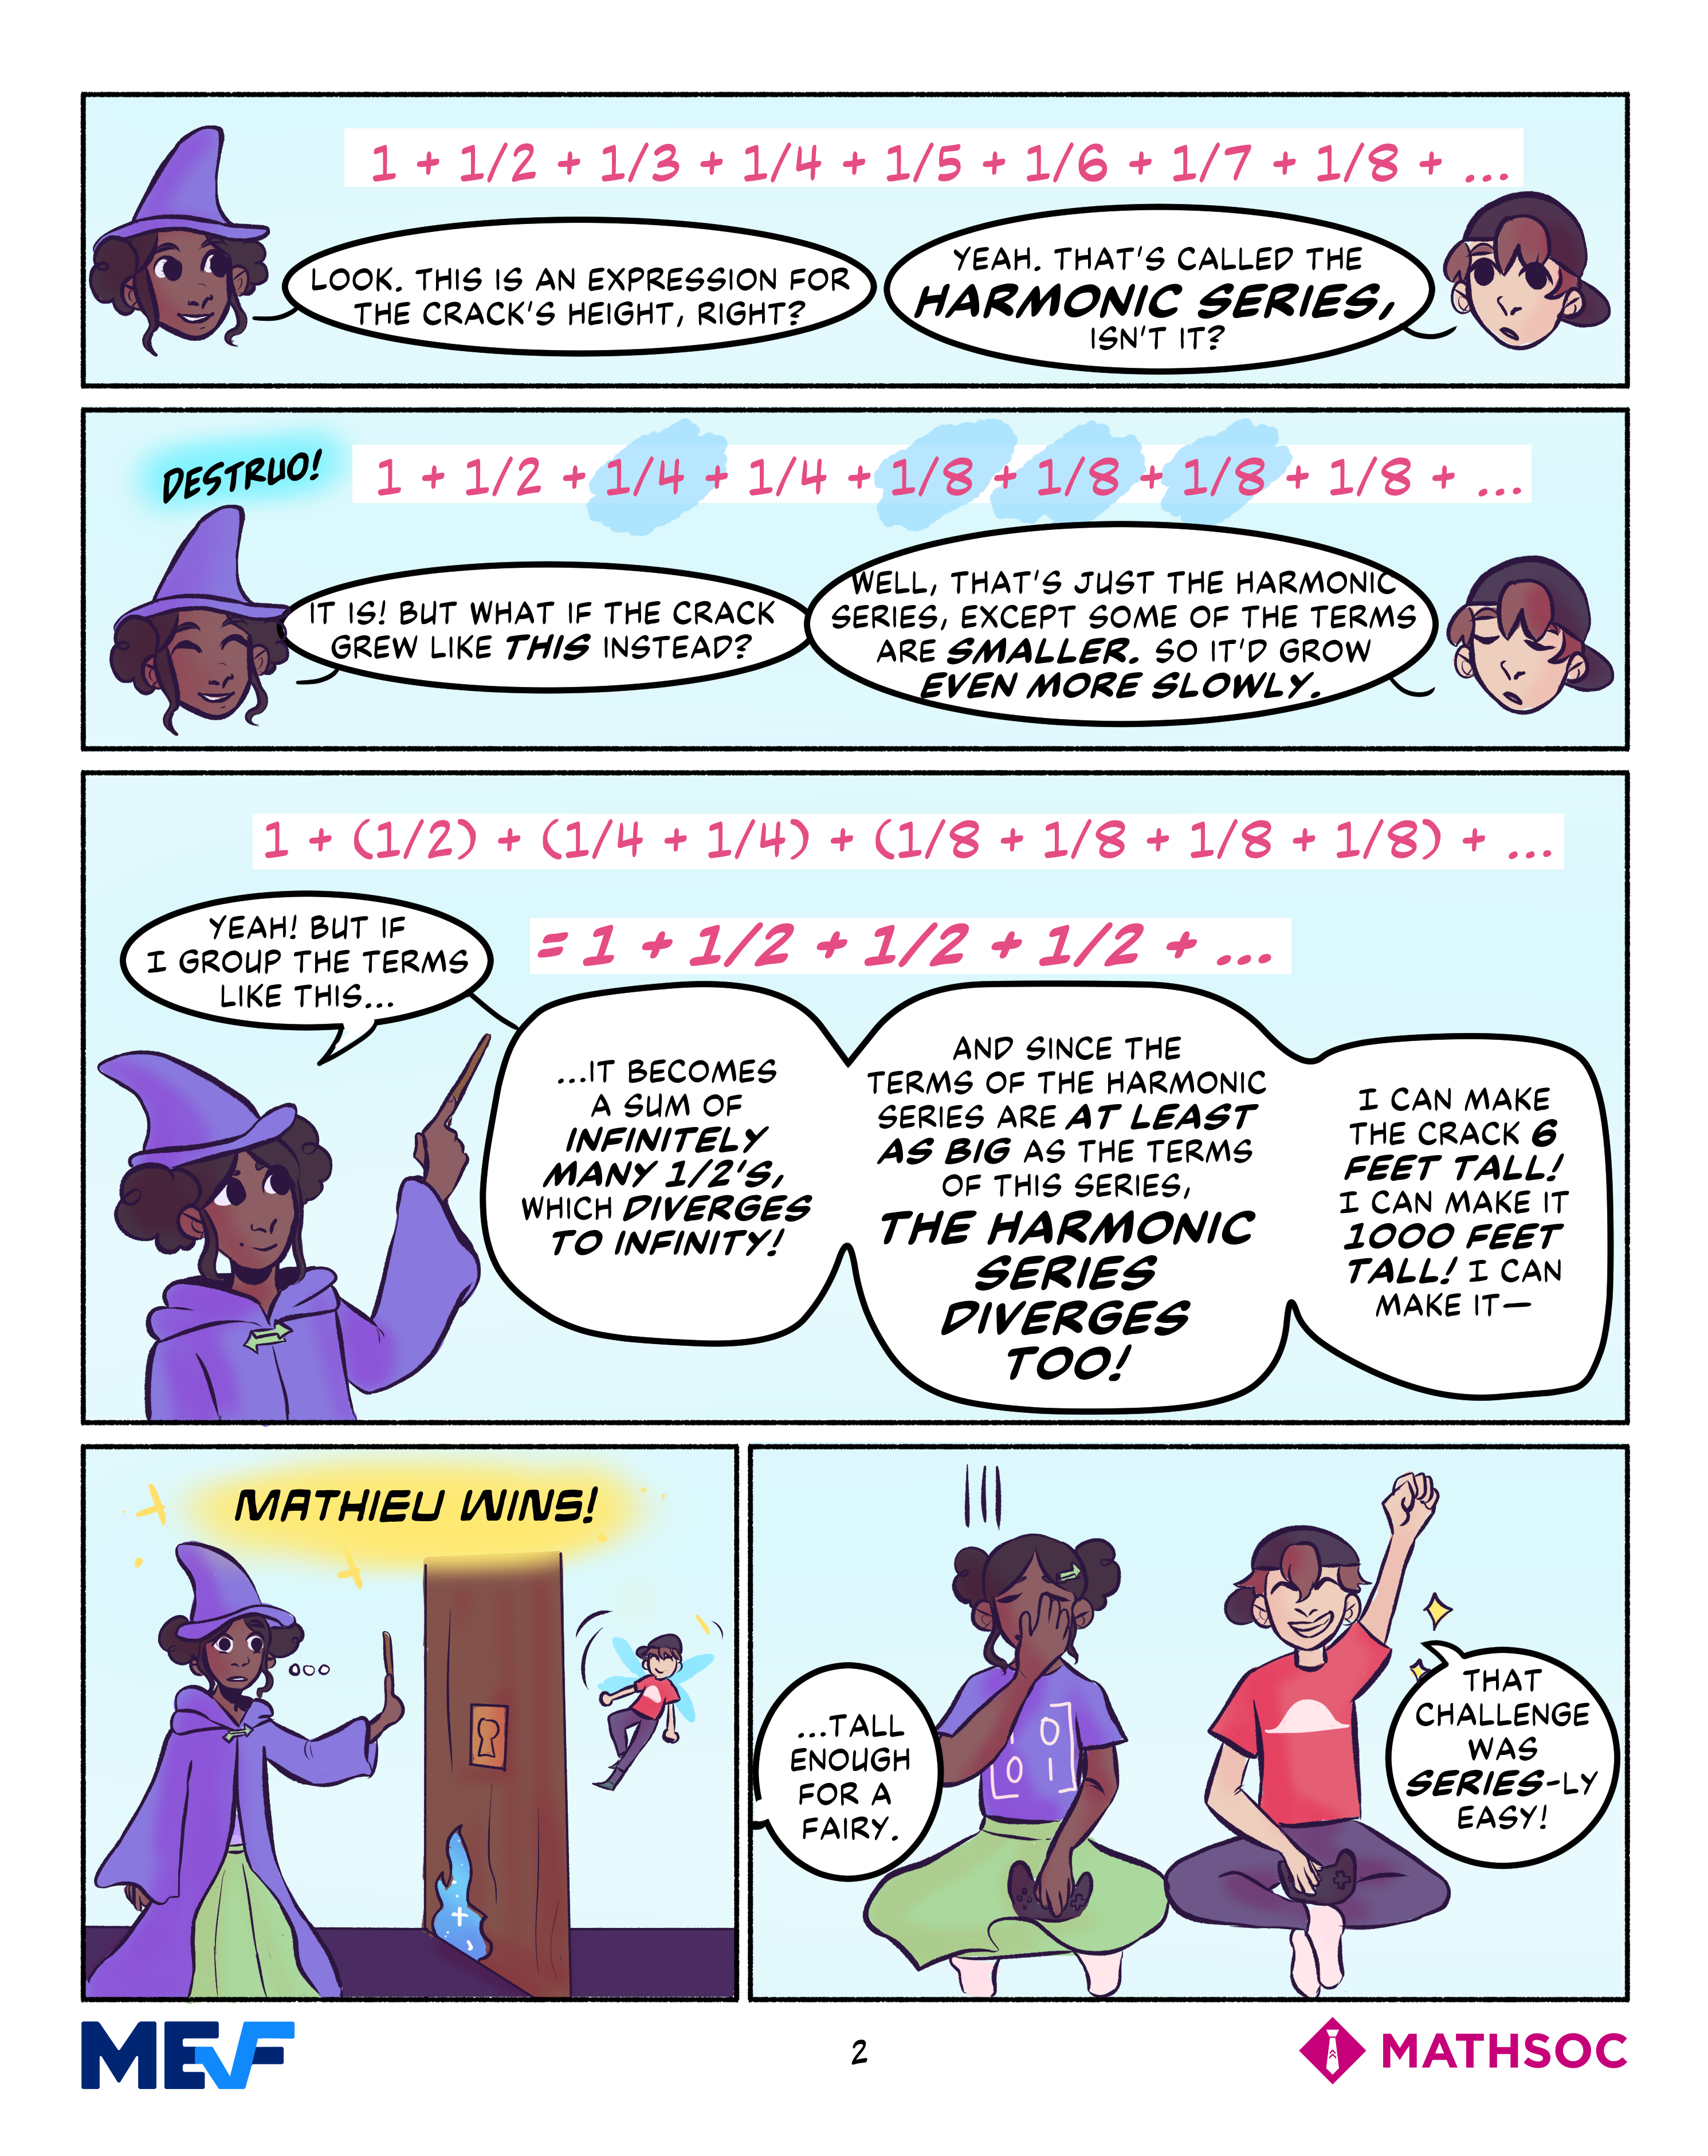 1 + 1/2 + 1/3 + 1/4 + 1/5 + 1/6 + 1/7 + 1/8 + ...
LOOK. THIS IS AN EXPRESSION FOR
THE CRACK'S HEIGHT, RIGHT?
YEAH. THAT'S CALLED THE
HARMONIC SERIES,
ISN'T IT?
DESTRUO!
1 + 1/2 + 1/4 + 1/4 + 1/8 + 1/8 + 1/8 + 1/8 + ...
IT IS! BUT WHAT IF THE CRACK
GREW LIKE THIS INSTEAD?
WELL, THAT'S JUST THE HARMONIC
SERIES, EXCEPT SOME OF THE TERMS
ARE SMALLER. SO IT'D GROW
EVEN MORE SLOWLY.
1 + (1/2) + (1/4 + 1/4) + (1/8 + 1/8 + 1/8 + 1/8) + ...
= 1 + 1/2 + 1/2 + 1/2 + ...
YEAH! BUT IF
I GROUP THE TERMS
LIKE THIS...
...IT BECOMES
A SUM OF
INFINITELY
MANY 1/2'S,
WHICH DIVERGES
TO INFINITY!
AND SINCE THE
TERMS OF THE HARMONIC
SERIES ARE AT LEAST
AS BIG AS THE TERMS
OF THIS SERIES,
THE HARMONIC
SERIES
DIVERGES
TOO!
I CAN MAKE
THE CRACK 6
FEET TALL!
I CAN MAKE IT
1000 FEET
TALL! I CAN
MAKE IT—
MATHIEU WINS!
...
...TALL
ENOUGH
FOR A
FAIRY.
1 0
0 1
THAT
CHALLENGE
WAS
SERIES-LY
EASY!
MEF
2
MATHSOC